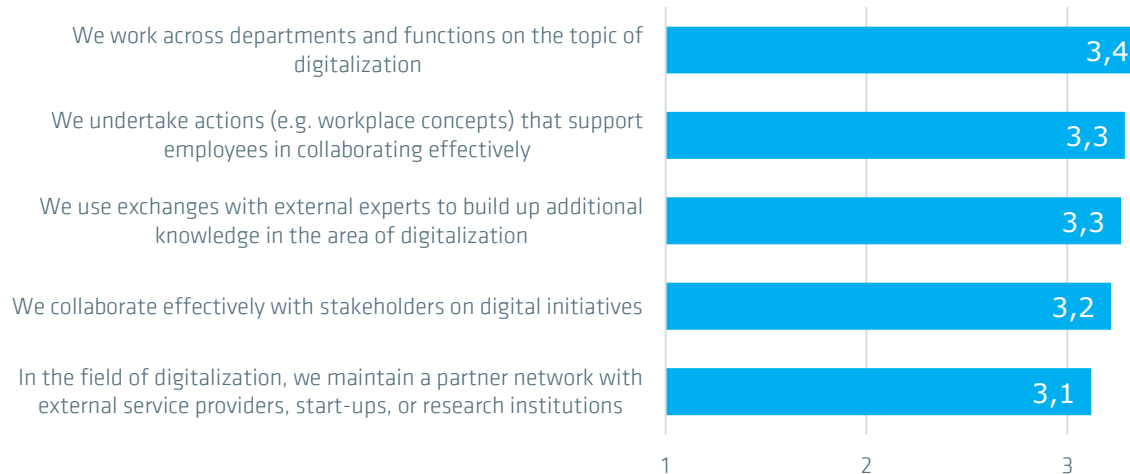 We work across departments and functions on the topic of
digitalization
3,4
We undertake actions (e.g. workplace concepts) that support
employees in collaborating effectively
3,3
We use exchanges with external experts to build up additional
knowledge in the area of digitalization
3,3
We collaborate effectively with stakeholders on digital initiatives
3,2
In the field of digitalization, we maintain a partner network with
external service providers, start-ups, or research institutions
3,1
1 2 3